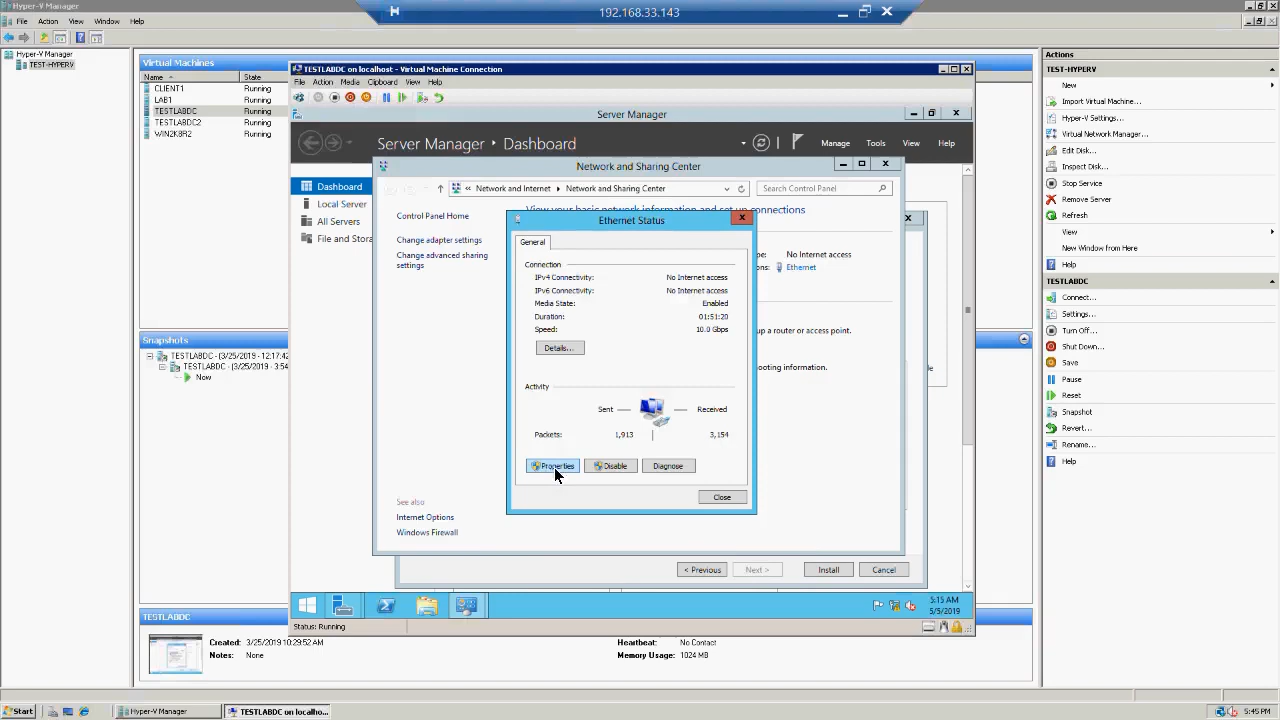 Hyper-V Manager
192.168.33.143
File Action View Window Help
Hyper-V Manager
TEST-HYPERV
Virtual Machines
Name State
CLIENT1 Running
LAB1 Running
TESTLABDC Running
TESTLABDC2 Running
WIN2K8R2 Running
Snapshots
TESTLABDC - (3/25/2019 - 12:17:42
TESTLABDC - (3/25/2019 - 3:54
Now
TESTLABDC
Created: 3/25/2019 10:29:52 AM
Notes: None
Heartbeat: No Contact
Memory Usage: 1024 MB
TESTLABDC on localhost - Virtual Machine Connection
File Action Media Clipboard View Help
Server Manager
Server Manager • Dashboard
Manage Tools View Help
Dashboard
Local Server
All Servers
File and Stora
Network and Sharing Center
Network and Internet Network and Sharing Center
Search Control Panel
Control Panel Home
Change adapter settings
Change advanced sharing
settings
View your basic network information and set up connections
pe: No Internet access
ions: Ethernet
up a router or access point.
ooting information.
See also
Internet Options
Windows Firewall
Ethernet Status
General
Connection
IPv4 Connectivity: No Internet access
IPv6 Connectivity: No Internet access
Media State: Enabled
Duration: 01:51:20
Speed: 10.0 Gbps
Details...
Activity
Sent Received
Packets: 1,913 3,154
Properties Disable Diagnose
Close
< Previous Next > Install Cancel
5:15 AM
5/5/2019
Status: Running
Actions
TEST-HYPERV
New
Import Virtual Machine...
Hyper-V Settings...
Virtual Network Manager...
Edit Disk...
Inspect Disk...
Stop Service
Remove Server
Refresh
View
New Window from Here
Help
TESTLABDC
Connect...
Settings...
Turn Off...
Shut Down...
Save
Pause
Reset
Snapshot
Revert...
Rename...
Help
Start Hyper-V Manager TESTLABDC on localho... 5:45 PM